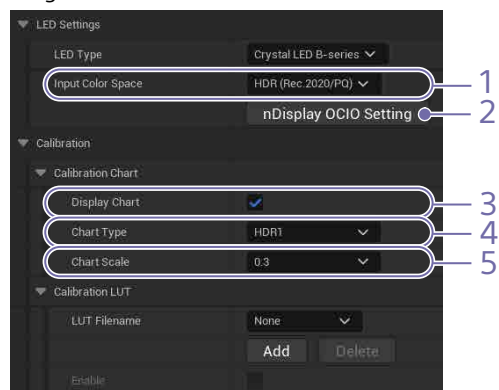 LED Settings
LED Type Crystal LED B-series
Input Color Space HDR (Rec.2020/PQ) 1
nDisplay OCIO Setting 2
Calibration
Calibration Chart
Display Chart 3
Chart Type HDR1 4
Chart Scale 0.3 5
Calibration LUT
LUT Filename None
Add Delete
Enable